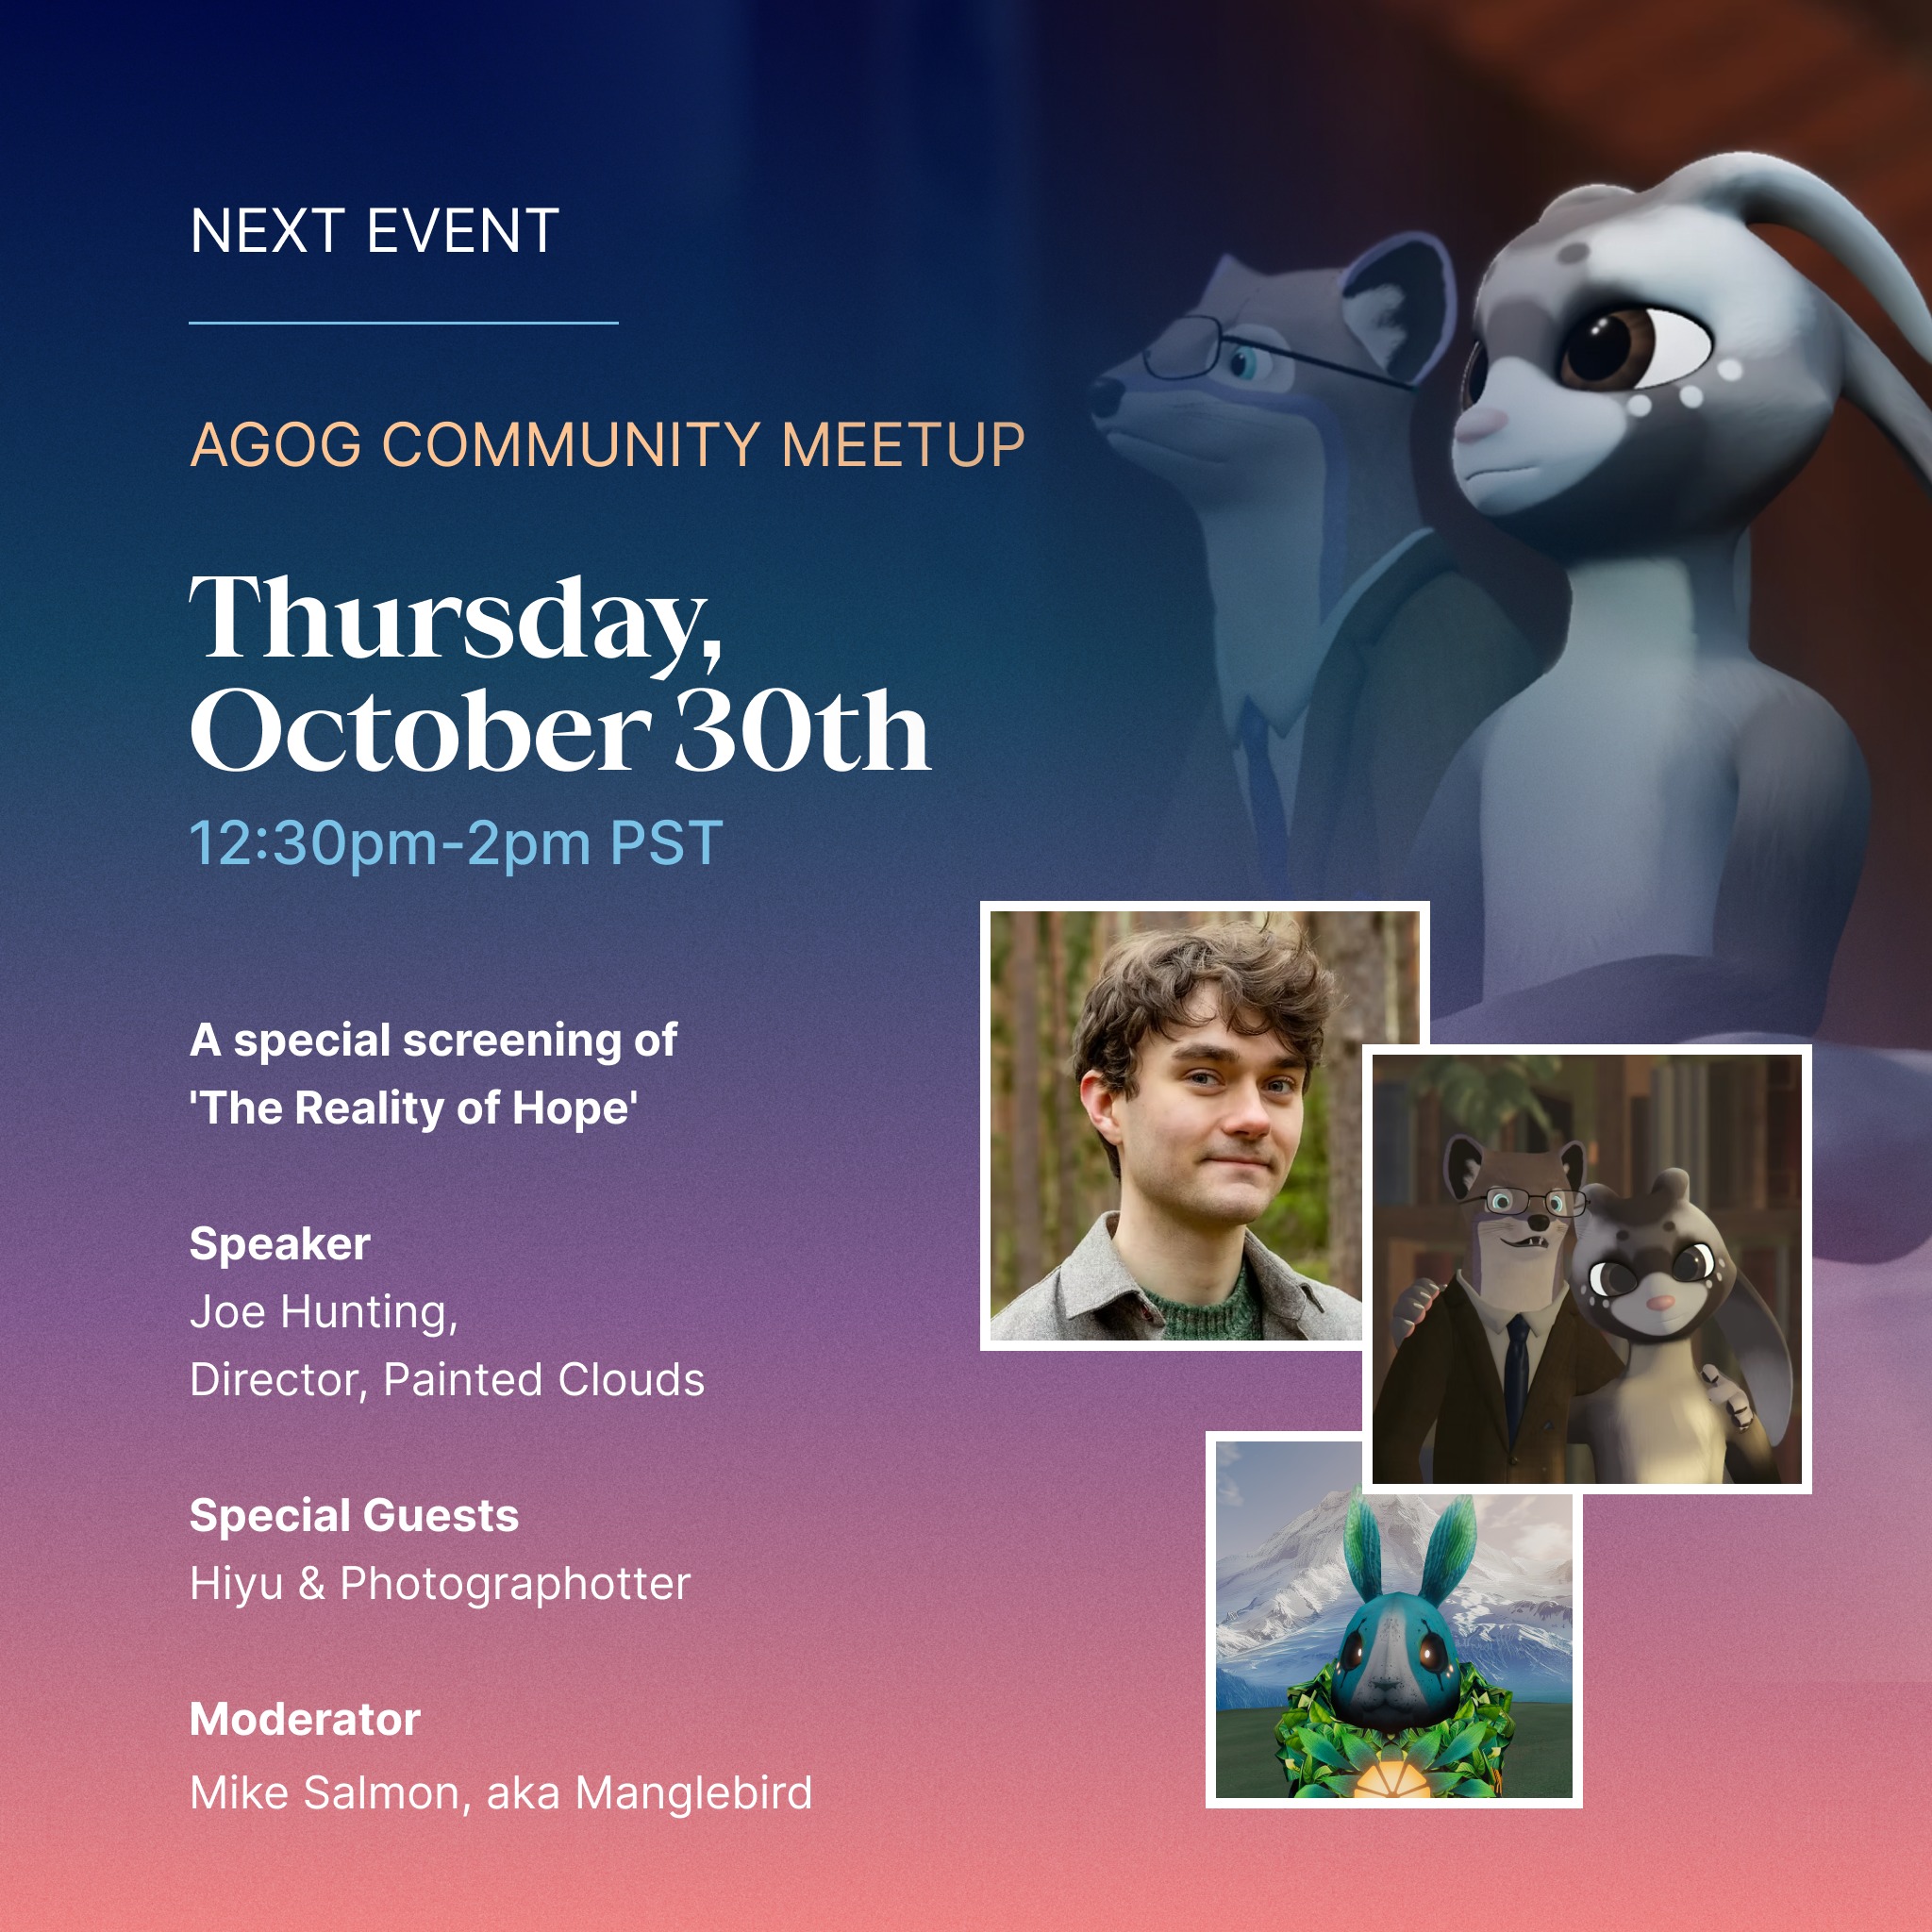 NEXT EVENT
AGOG COMMUNITY MEETUP
Thursday,
October 30th
12:30pm-2pm PST
A special screening of
'The Reality of Hope'
Speaker
Joe Hunting,
Director, Painted Clouds
Special Guests
Hiyu & Photographotter
Moderator
Mike Salmon, aka Manglebird